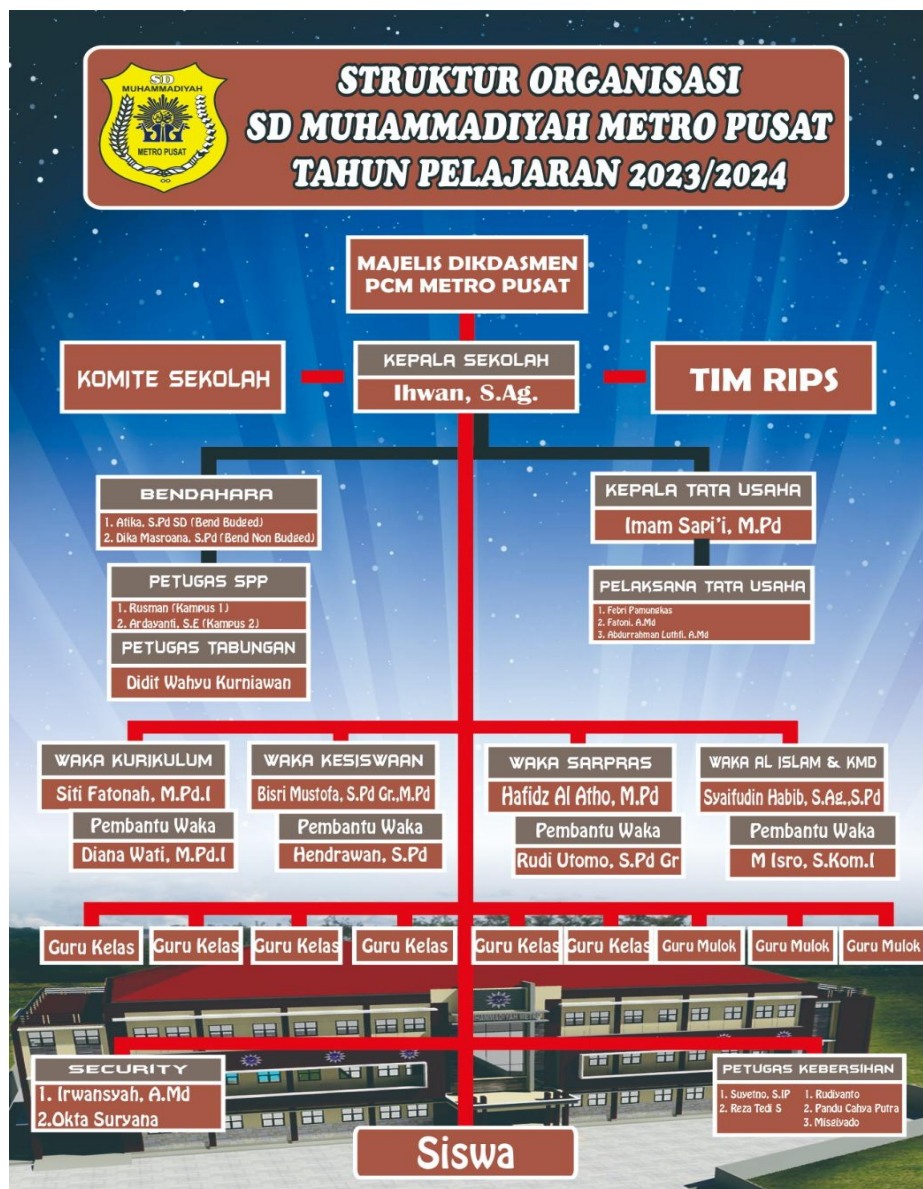 SD
MUHAMMADIYAH
METRO PUSAT
STRUKTUR ORGANISASI
SD MUHAMMADIYAH METRO PUSAT
TAHUN PELAJARAN 2023/2024
MAJELIS DIKDASMEN
PCM METRO PUSAT
KOMITE SEKOLAH
KEPALA SEKOLAH
Ihwan, S.Ag.
TIM RIPS
BENDAHARA
1. Atika, S.Pd SD (Bend Budged)
2. Dika Masroana, S.Pd (Bend Non Budged)
KEPALA TATA USAHA
Imam Sapi'i, M.Pd
PETUGAS SPP
1. Rusman (Kampus 1)
2. Ardayanti, S.E (Kampus 2)
PETUGAS TABUNGAN
Didit Wahyu Kurniawan
PELAKSANA TATA USAHA
1. Febri Pamungkas
2. Fatoni, A.Md
3. Abdurrahman Luthfi, A.Md
WAKA KURIKULUM
Siti Fatonah, M.Pd.I
Pembantu Waka
Diana Wati, M.Pd.I
WAKA KESISWAAN
Bisri Mustofa, S.Pd Gr.,M.Pd
Pembantu Waka
Hendrawan, S.Pd
WAKA SARPRAS
Hafidz Al Atho, M.Pd
Pembantu Waka
Rudi Utomo, S.Pd Gr
WAKA AL ISLAM & KMD
Syaifudin Habib, S.Ag.,S.Pd
Pembantu Waka
M Isro, S.Kom.I
Guru Kelas
Guru Kelas
Guru Kelas
Guru Kelas
Guru Kelas
Guru Kelas
Guru Mulok
Guru Mulok
Guru Mulok
SECURITY
1. Irwansyah, A.Md
2.Okta Suryana
PETUGAS KEBERSIHAN
1. Suyetno, S.IP
2. Reza Tedi S
1. Rudiyanto
2. Pandu Cahya Putra
3. Misgiyado
Siswa